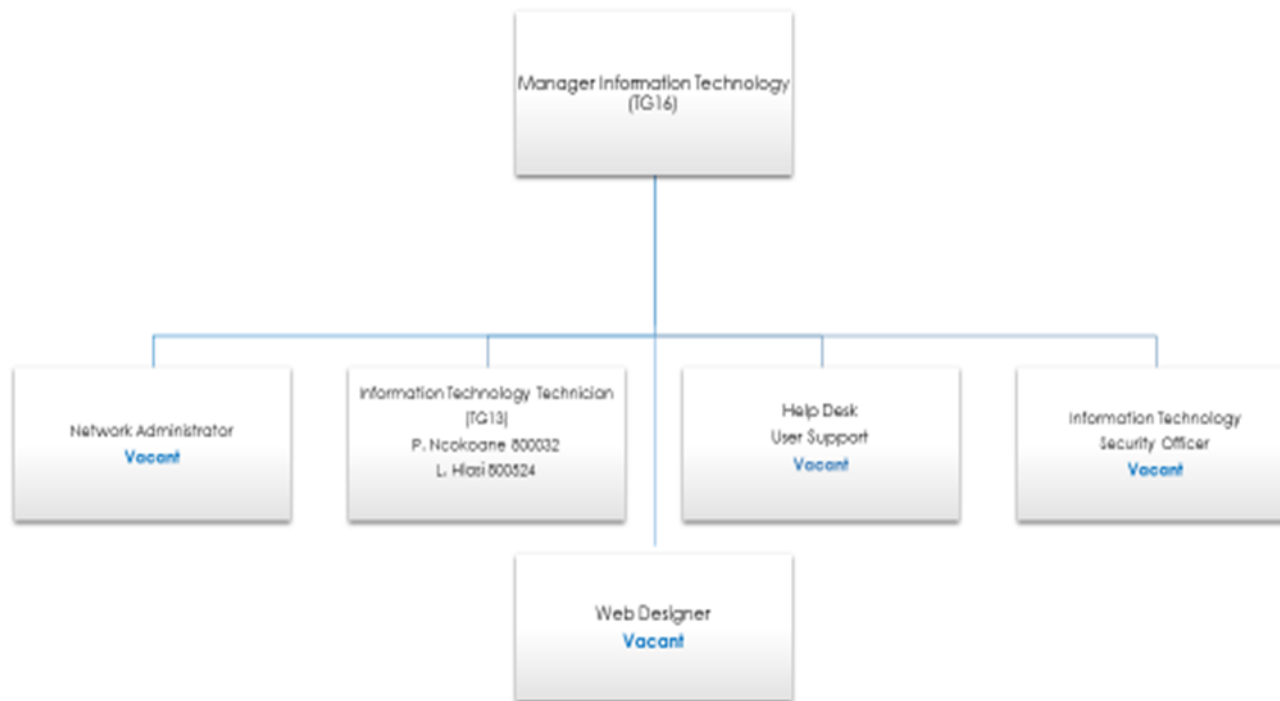 Manager Information Technology
(TG16)
Network Administrator
Vacant
Information Technology Technician
(TG13)
P. Ncokoane 800032
L. Hlasi 800824
Help Desk
User Support
Vacant
Information Technology
Security Officer
Vacant
Web Designer
Vacant